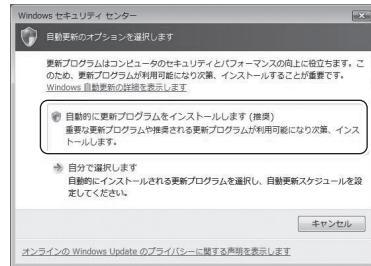 Windows セキュリティ センター
自動更新のオプションを選択します
更新プログラムはコンピュータのセキュリティとパフォーマンスの向上に役立ちます。こ
のため、更新プログラムが利用可能になり次第、インストールすることが重要です。
Windows 自動更新の詳細を表示します
自動的に更新プログラムをインストールします (推奨)
重要な更新プログラムや推奨される更新プログラムが利用可能になり次第、インス
トールします。
自分で選択します
自動的にインストールされる更新プログラムを選択し、自動更新スケジュールを設
定してください。
キャンセル
オンラインの Windows Update のプライバシーに関する声明を表示します